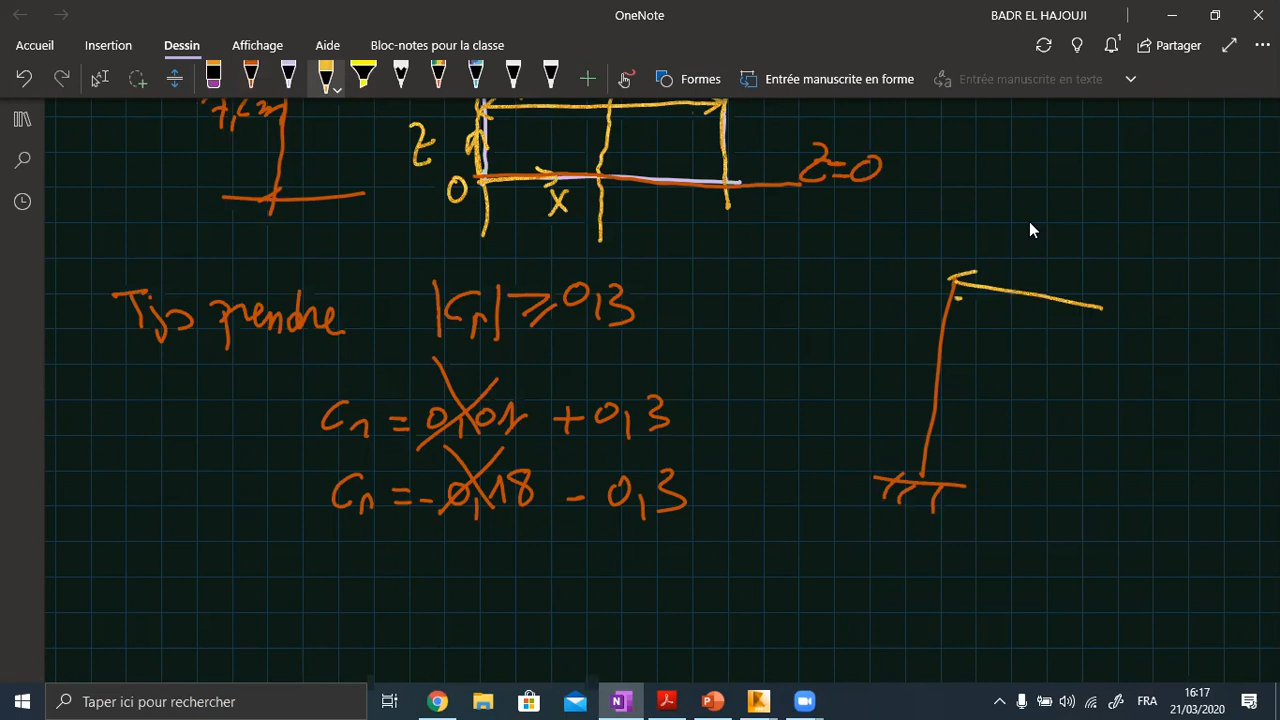 OneNote
BADR EL HAJOUJI
Accueil Insertion Dessin Affichage Aide Bloc-notes pour la classe
1 Partager
Formes Entrée manuscrite en forme Entrée manuscrite en texte
z
0 x
z=0
Tjs prendre |Cn| ⩾ 0,3
Cn = 0,01 + 0,3
Cn = - 0,18 - 0,3
Taper ici pour rechercher
FRA
16:17
21/03/2020